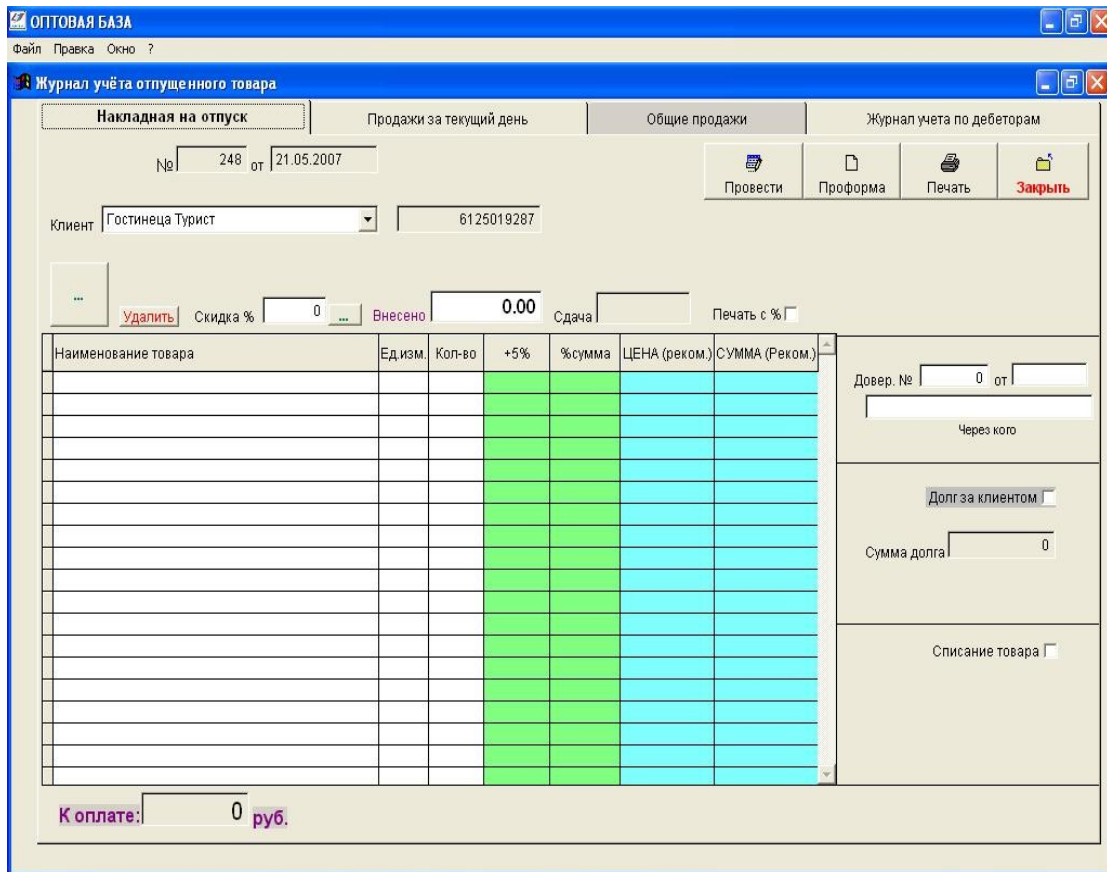 ОПТОВАЯ БАЗА
Файл Правка Окно ?
Журнал учёта отпущенного товара
Накладная на отпуск Продажи за текущий день Общие продажи Журнал учета по дебеторам
№ 248 от 21.05.2007
Провести Проформа Печать Закрыть
Клиент Гостинеца Турист 6125019287
... Удалить Скидка % 0 ... Внесено 0.00 Сдача Печать с %
Наименование товара Ед.изм. Кол-во +5% %сумма ЦЕНА (реком.) СУММА (Реком.)
Довер. № 0 от
Через кого
Долг за клиентом
Сумма долга 0
Списание товара
К оплате: 0 руб.